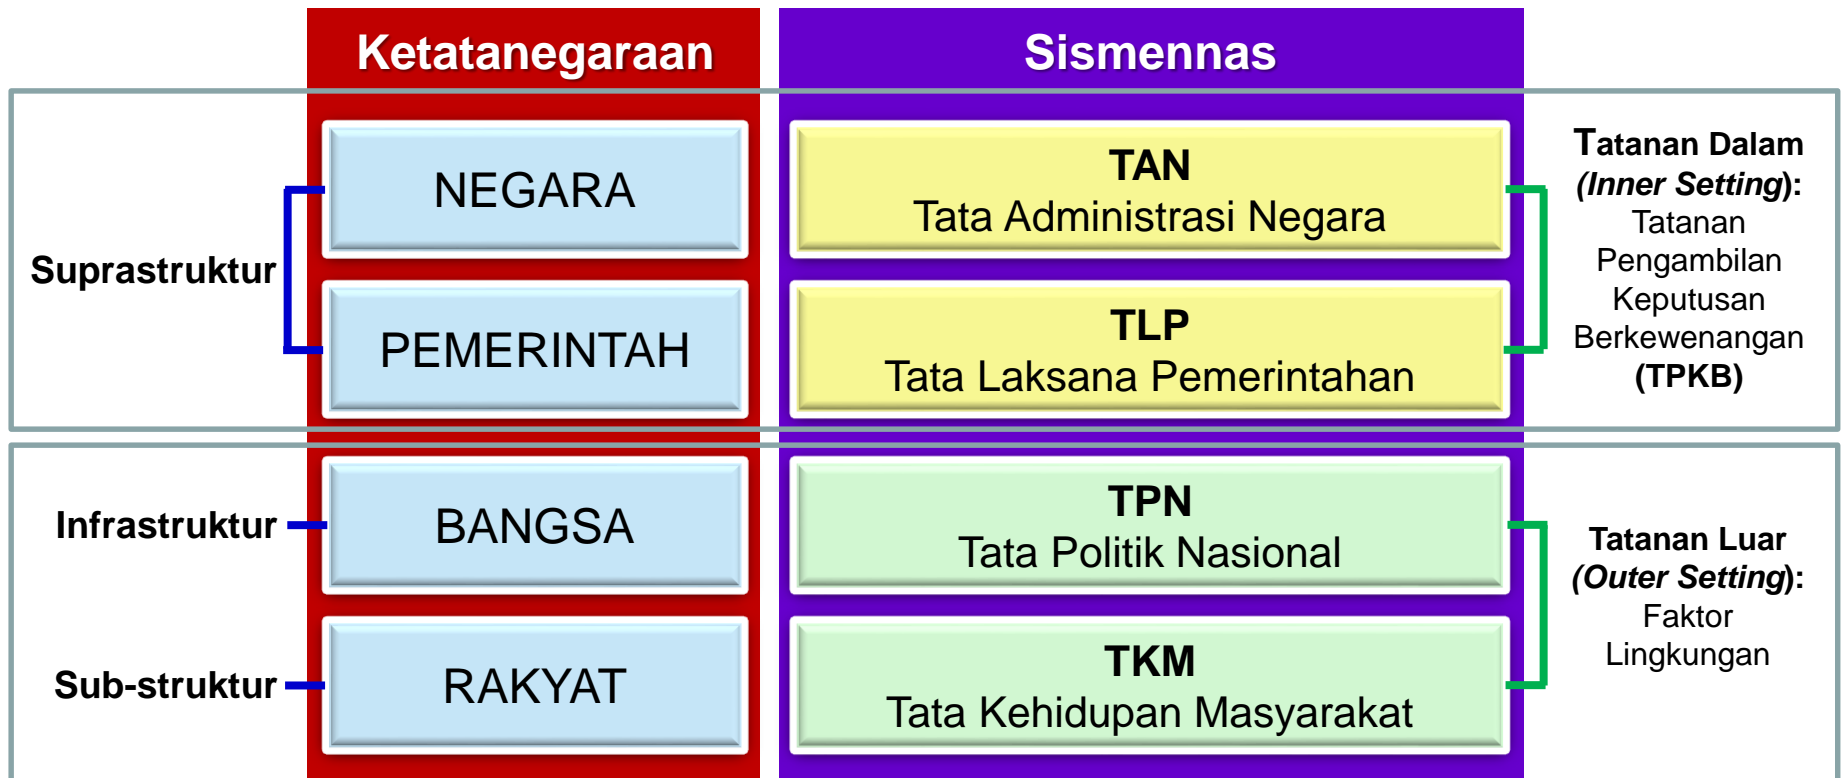 Ketatanegaraan
Sismennas
Suprastruktur
NEGARA
PEMERINTAH
TAN
Tata Administrasi Negara
TLP
Tata Laksana Pemerintahan
Tatanan Dalam
(Inner Setting):
Tatanan
Pengambilan
Keputusan
Berkewenangan
(TPKB)
Infrastruktur
BANGSA
TPN
Tata Politik Nasional
Sub-struktur
RAKYAT
TKM
Tata Kehidupan Masyarakat
Tatanan Luar
(Outer Setting):
Faktor
Lingkungan